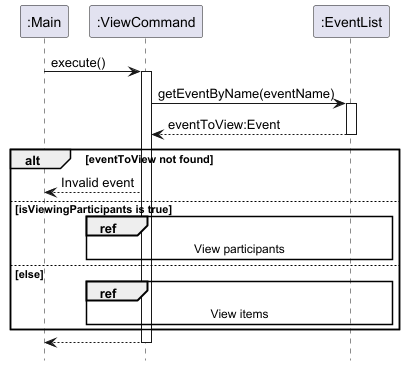 :Main
:ViewCommand
:EventList
execute()
getEventByName(eventName)
eventToView:Event
alt
[eventToView not found]
Invalid event
[isViewingParticipants is true]
ref
View participants
[else]
ref
View items